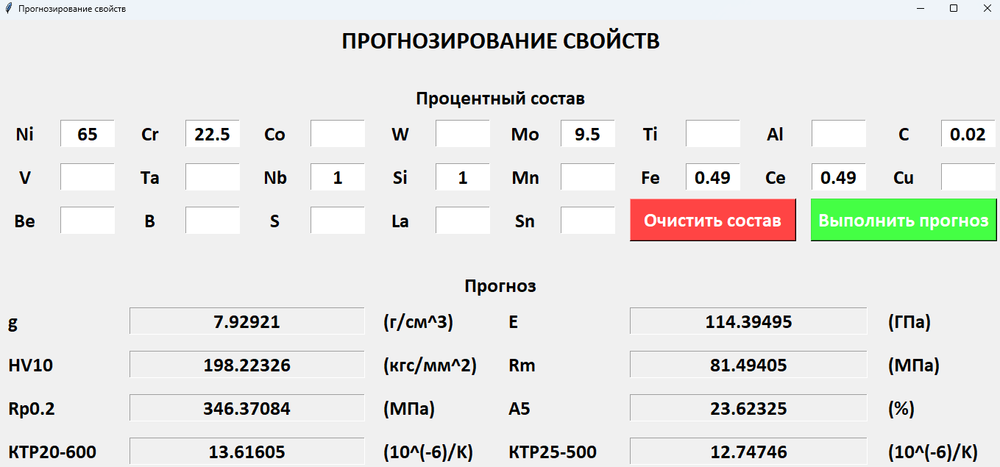 Прогнозирование свойств
ПРОГНОЗИРОВАНИЕ СВОЙСТВ
Процентный состав
Ni 65 Cr 22.5 Co W Mo 9.5 Ti Al C 0.02
V Ta Nb 1 Si 1 Mn Fe 0.49 Ce 0.49 Cu
Be B S La Sn Очистить состав Выполнить прогноз
Прогноз
g 7.92921 (г/см^3) E 114.39495 (ГПа)
HV10 198.22326 (кгс/мм^2) Rm 81.49405 (МПа)
Rp0.2 346.37084 (МПа) A5 23.62325 (%)
КТР20-600 13.61605 (10^(-6)/K) КТР25-500 12.74746 (10^(-6)/K)